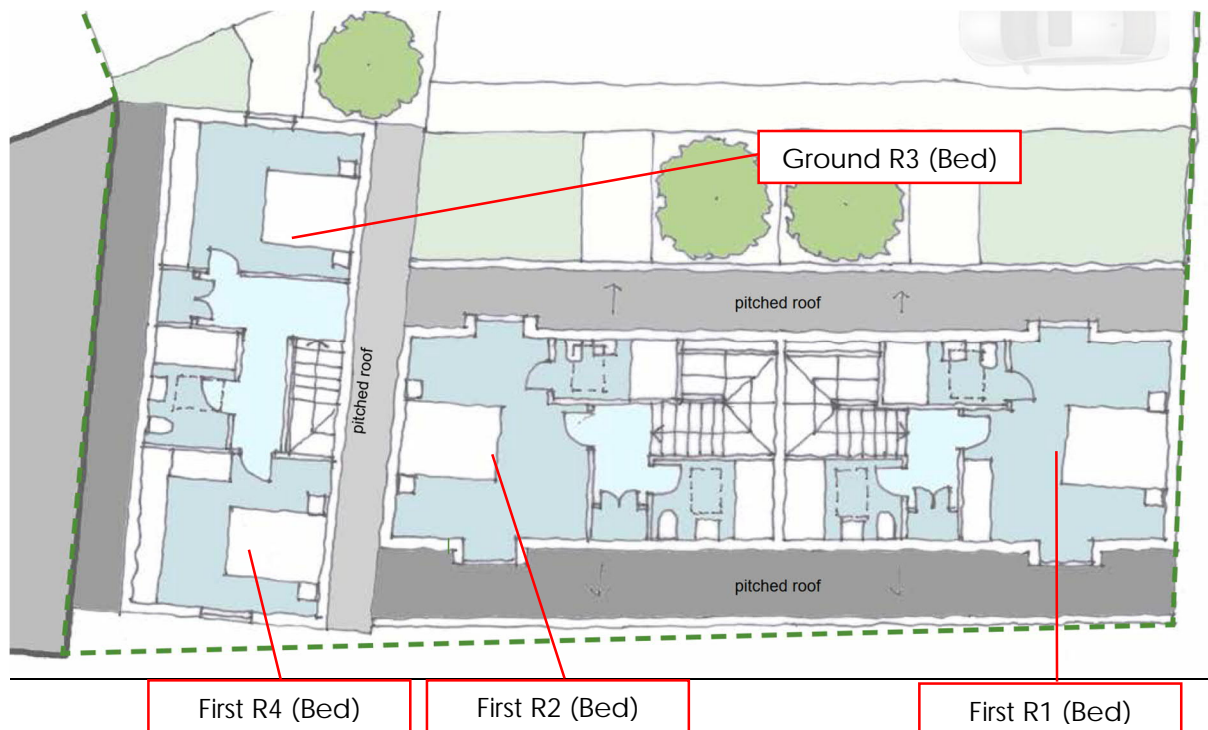 Ground R3 (Bed)
pitched roof
pitched roof
pitched roof
First R4 (Bed)
First R2 (Bed)
First R1 (Bed)